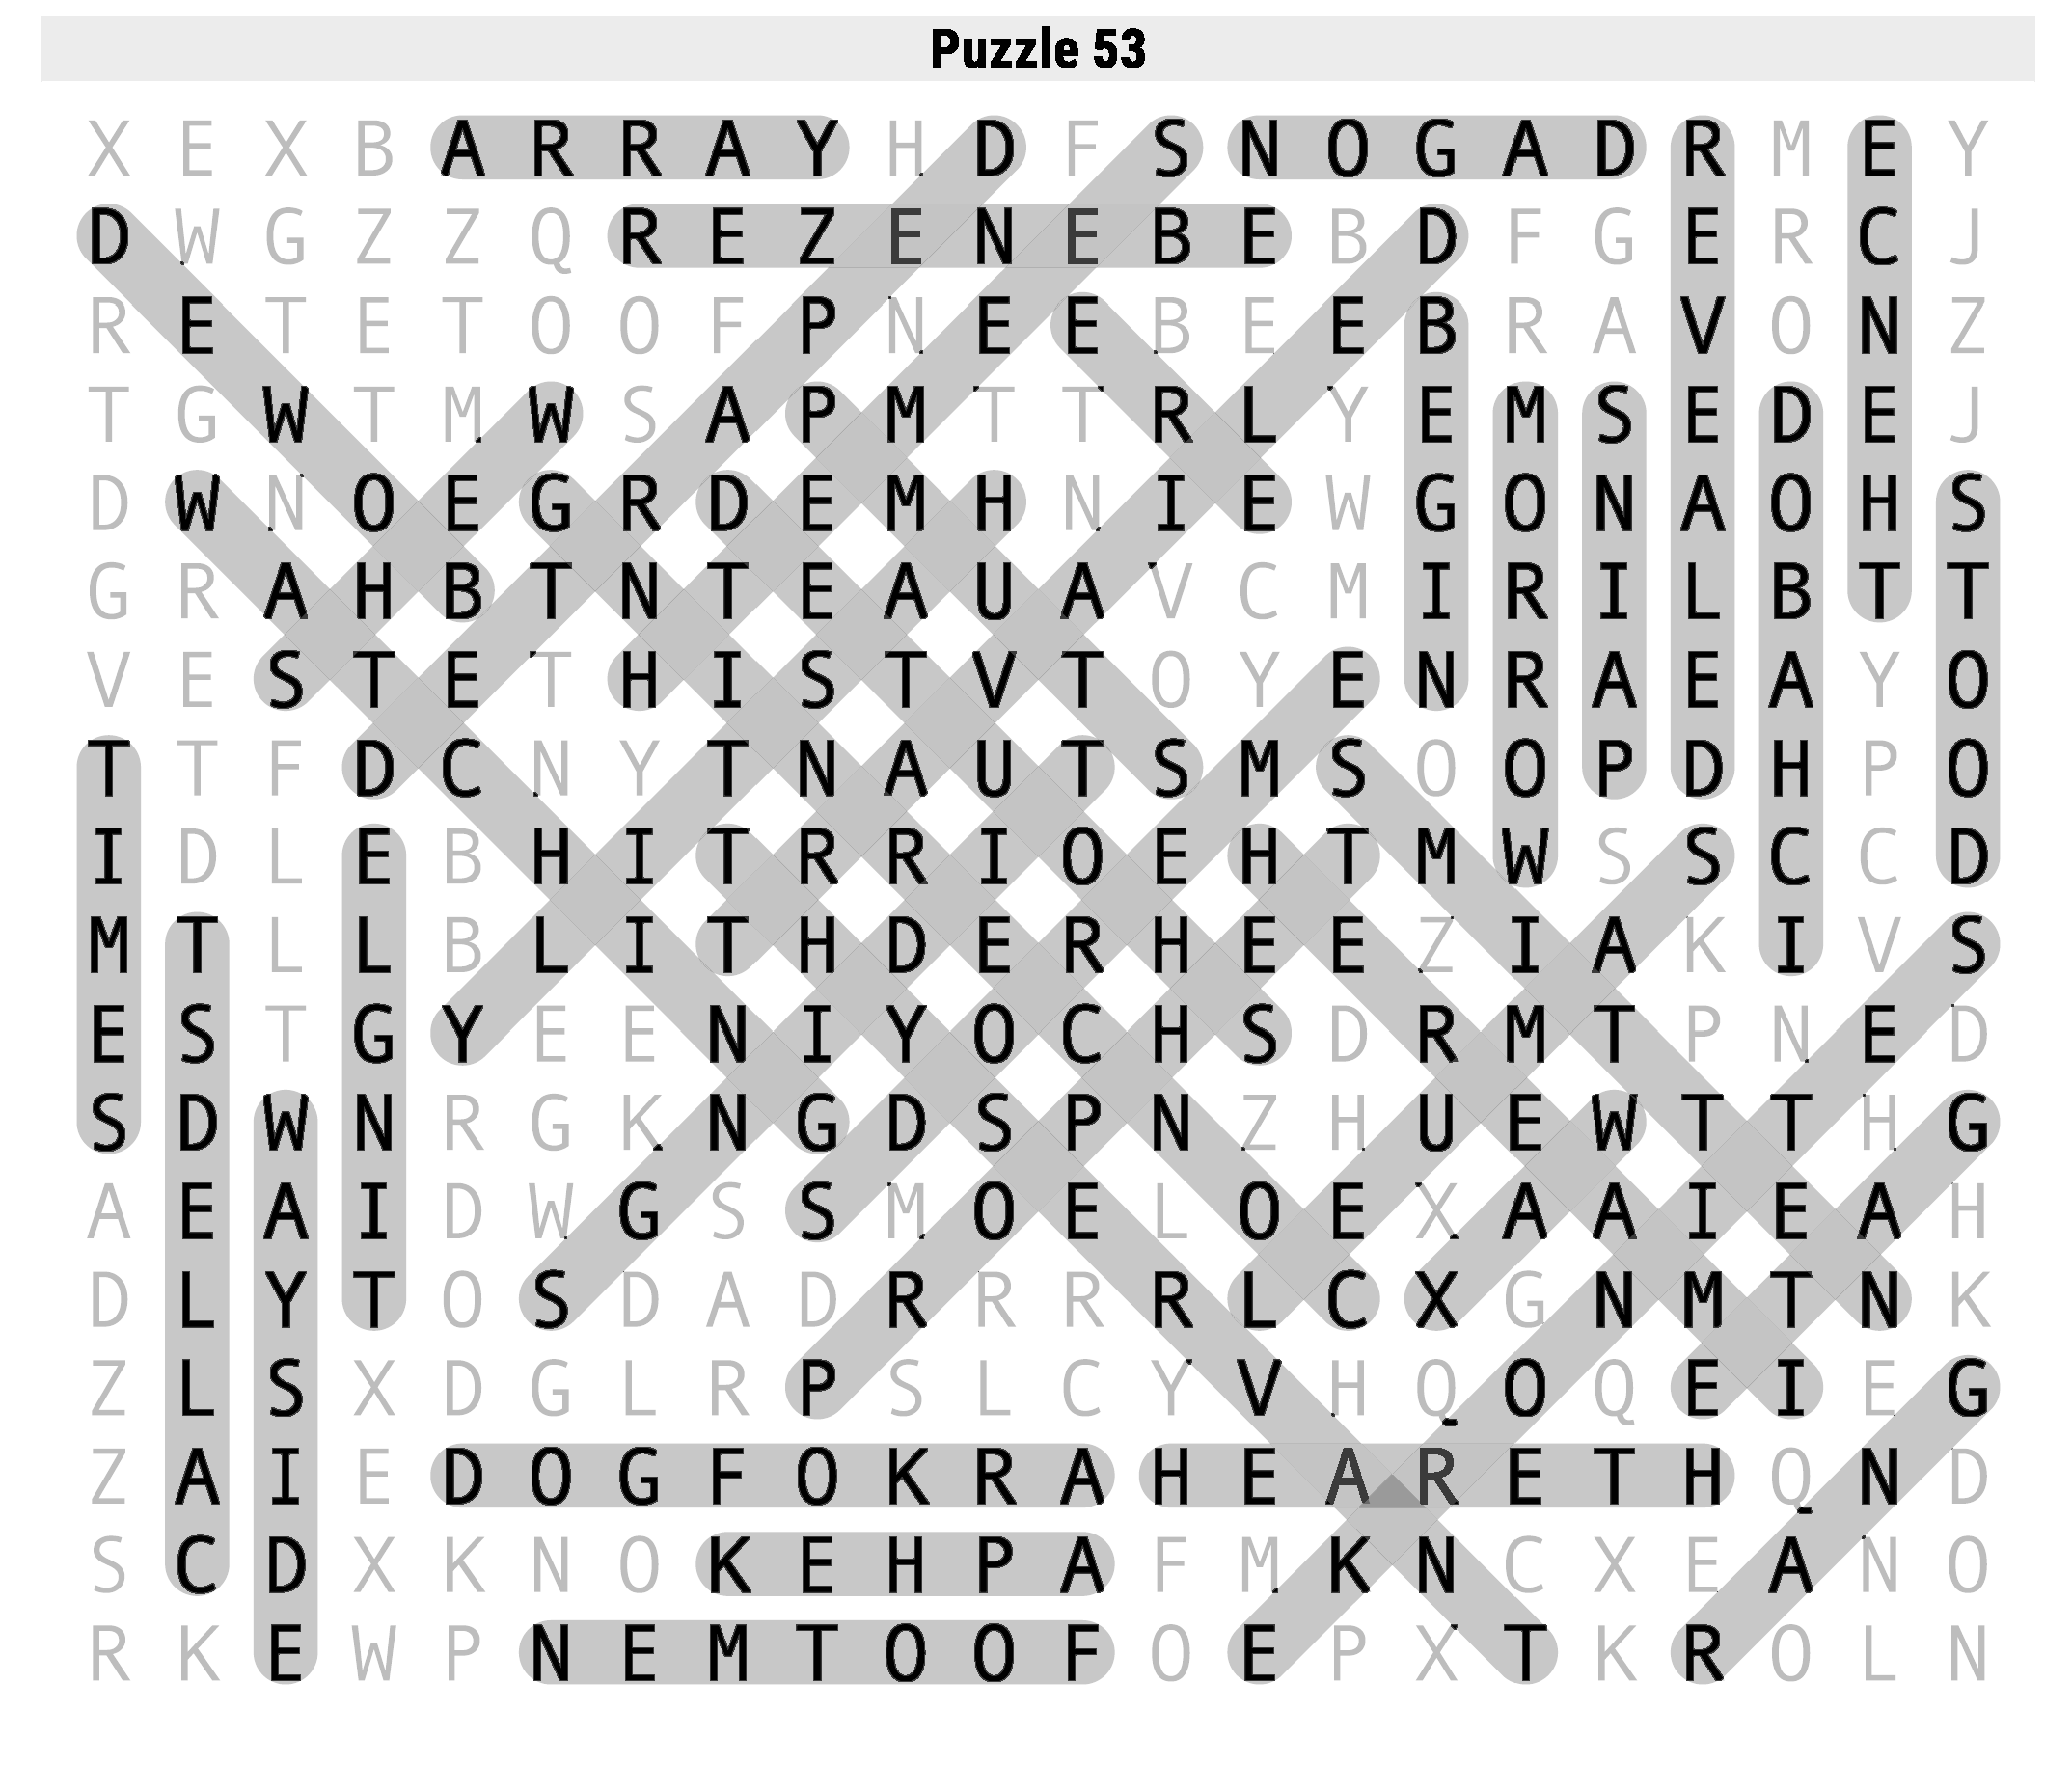 Puzzle 53
X E X B A R R A Y H D F S N O G A D R M E Y
D W G Z Z Q R E Z E N E B E B D F G E R C J
R E T E T O O F P N E E B E E B R A V O N Z
T G W T M W S A P M T T R L Y E M S E D E J
D W N O E G R D E M H N I E W G O N A O H S
G R A H B T N T E A U A V C M I R I L B T T
V E S T E T H I S T V T O Y E N R A E A Y O
T T F D C N Y T N A U T S M S O O P D H P O
I D L E B H I T R R I O E H T M W S S C C D
M T L L B L I T H D E R H E E Z I A K I V S
E S T G Y E E N I Y O C H S D R M T P N E D
S D W N R G K N G D S P N Z H U E W T T H G
A E A I D W G S S M O E L O E X A A I E A H
D L Y T O S D A D R R R R L C X G N M T N K
Z L S X D G L R P S L C Y V H Q O Q E I E G
Z A I E D O G F O K R A H E A R E T H Q N D
S C D X K N O K E H P A F M K N C X E A N O
R K E W P N E M T O O F O E P X T K R O L N